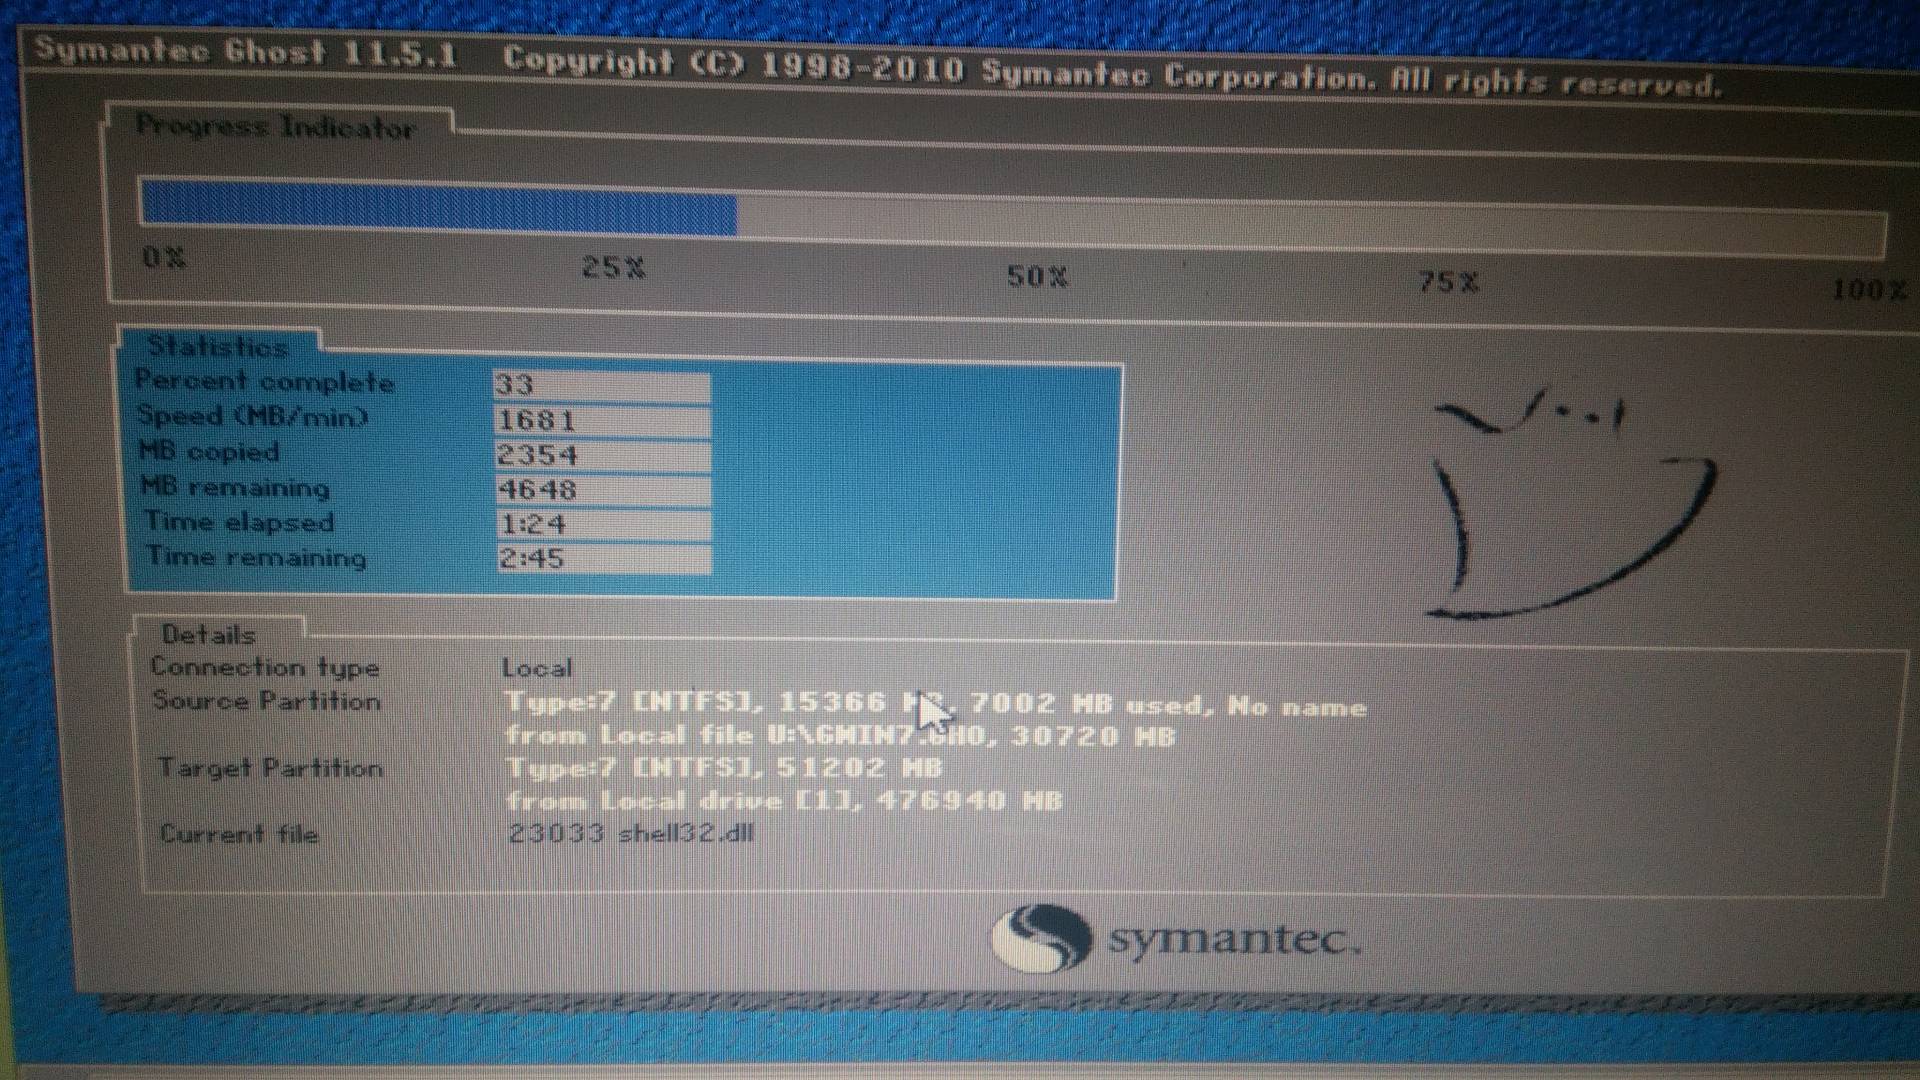 Symantec Ghost 11.5.1 Copyright (C) 1998-2010 Symantec Corporation. All rights reserved.
Progress Indicator
0% 25% 50% 75% 100%
Statistics
Percent complete 33
Speed (MB/min) 1681
MB copied 2354
MB remaining 4648
Time elapsed 1:24
Time remaining 2:45
Details
Connection type Local
Source Partition Type:7 [NTFS], 15366 MB, 7002 MB used, No name
from Local file 30720 MB
Target Partition Type:7 [NTFS], 51202 MB
from Local drive [1], 476940 MB
Current file 23033 shell32.dll
symantec.